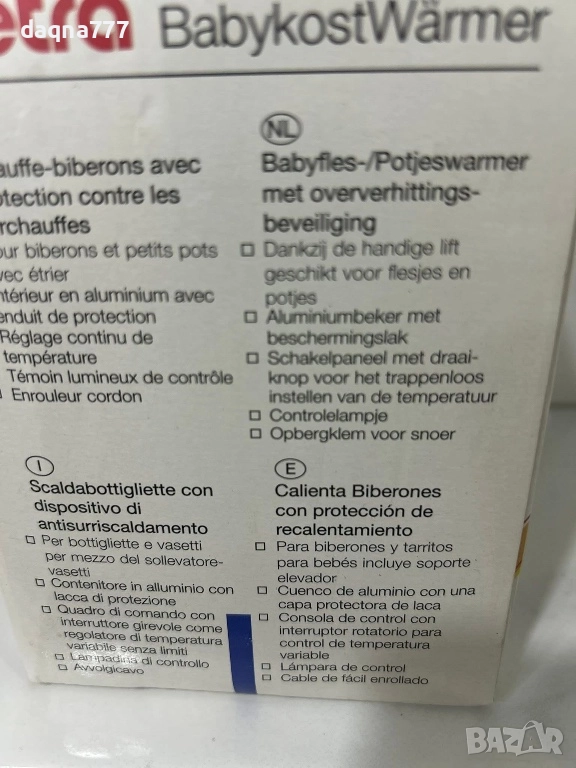 daqna777
etra BabykostWärmer
auffe-biberons avec
otection contre les
rchauffes
our biberons et petits pots
vec étrier
ntérieur en aluminium avec
enduit de protection
Réglage continu de
température
Témoin lumineux de contrôle
Enrouleur cordon
NL
Babyfles-/Potjeswarmer
met oververhittings-
beveiliging
□ Dankzij de handige lift
geschikt voor flesjes en
potjes
□ Aluminiumbeker met
beschermingslak
□ Schakelpaneel met draai-
knop voor het trappenloos
instellen van de temperatuur
□ Controlelampje
□ Opbergklem voor snoer
I
Scaldabottigliette con
dispositivo di
antisurriscaldamento
□ Per bottigliette e vasetti
per mezzo del sollevatore-
vasetti
□ Contenitore in alluminio con
lacca di protezione
□ Quadro di comando con
interruttore girevole come
regolatore di temperatura
variabile senza limiti
□ Lampadina di controllo
□ Avvolgicavo
E
Calienta Biberones
con protección de
recalentamiento
□ Para biberones y tarritos
para bebés incluye soporte
elevador
□ Cuenco de aluminio con una
capa protectora de laca
□ Consola de control con
interruptor rotatorio para
control de temperatura
variable
□ Lámpara de control
□ Cable de fácil enrollado
BAZAR